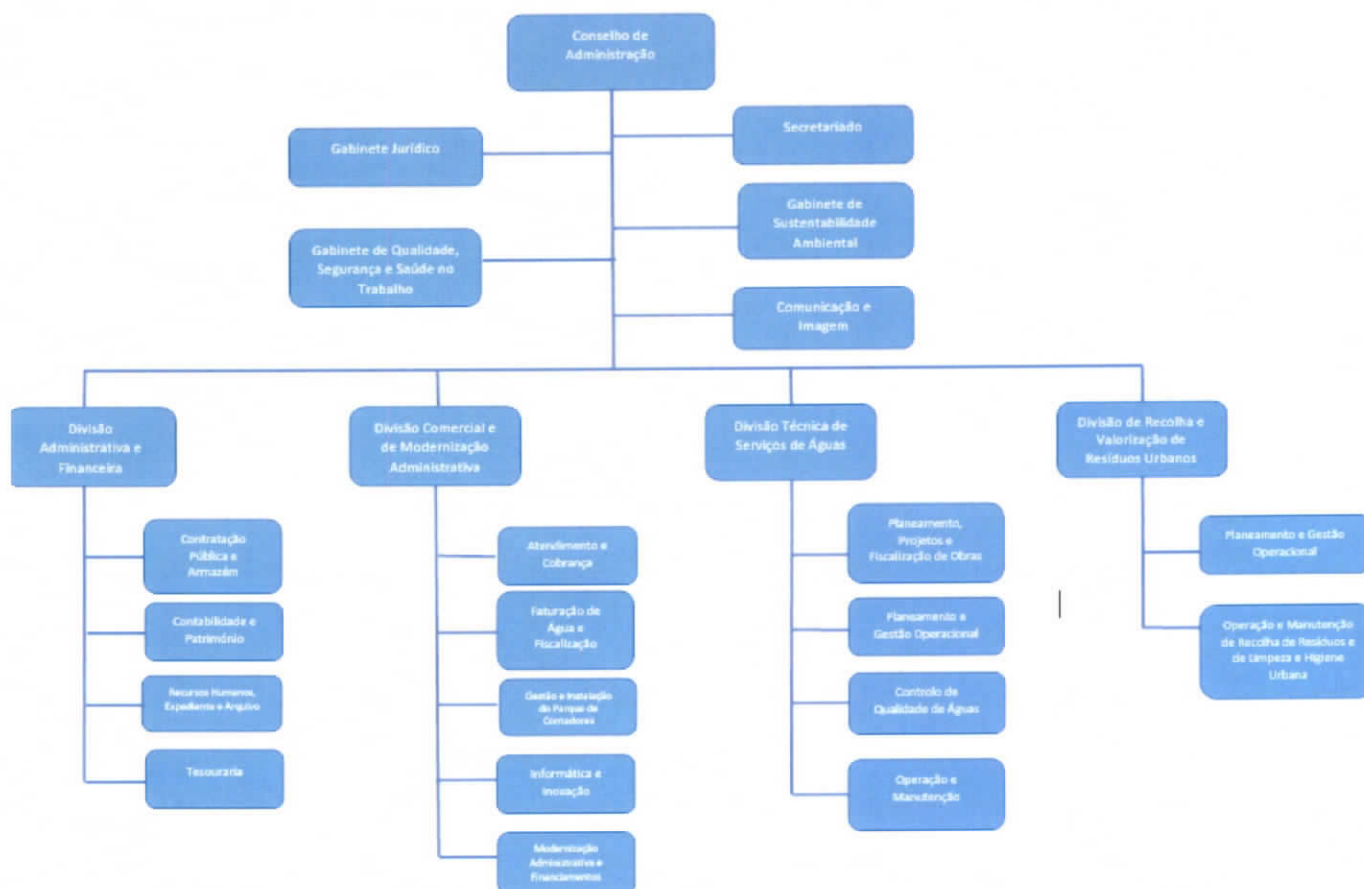 Conselho de
Administração
Secretariado
Gabinete Jurídico
Gabinete de
Sustentabilidade
Ambiental
Gabinete de Qualidade,
Segurança e Saúde no
Trabalho
Comunicação e
Imagem
Divisão
Administrativa e
Financeira
Divisão Comercial e
de Modernização
Administrativa
Divisão Técnica de
Serviços de Águas
Divisão de Recolha e
Valorização de
Resíduos Urbanos
Contratação
Pública e
Armazém
Contabilidade e
Património
Recursos Humanos,
Expediente e Arquivo
Tesouraria
Atendimento e
Cobrança
Faturação de
Água e
Fiscalização
Gestão e Instalação
do Parque de
Contadores
Informática e
Inovação
Modernização
Administrativa e
Financiamentos
Planeamento,
Projetos e
Fiscalização de Obras
Planeamento e
Gestão Operacional
Controlo de
Qualidade de Águas
Operação e
Manutenção
Planeamento e Gestão
Operacional
Operação e Manutenção
de Recolha de Resíduos e
de Limpeza e Higiene
Urbana